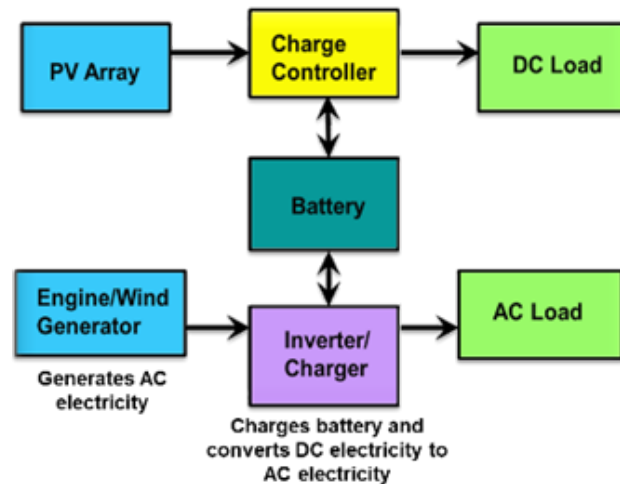 PV Array
Charge
Controller
DC Load
Battery
Engine/Wind
Generator
Inverter/
Charger
AC Load
Generates AC
electricity
Charges battery and
converts DC electricity to
AC electricity